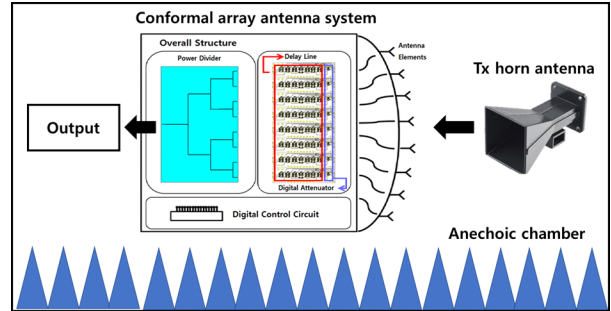 Conformal array antenna system
Overall Structure
Power Divider
Delay Line
Antenna
Elements
Tx horn antenna
Output
Digital Attenuator
Digital Control Circuit
Anechoic chamber